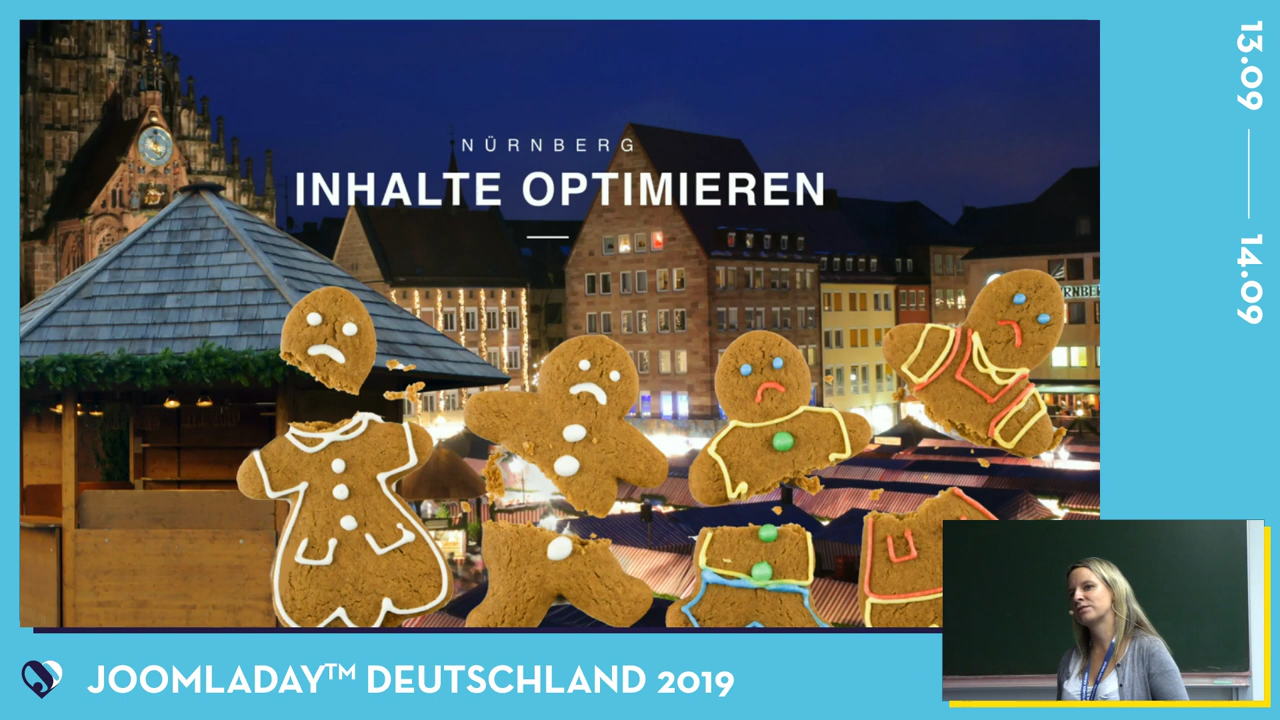 NÜRNBERG
INHALTE OPTIMIEREN
13.09
14.09
JOOMLADAY™ DEUTSCHLAND 2019